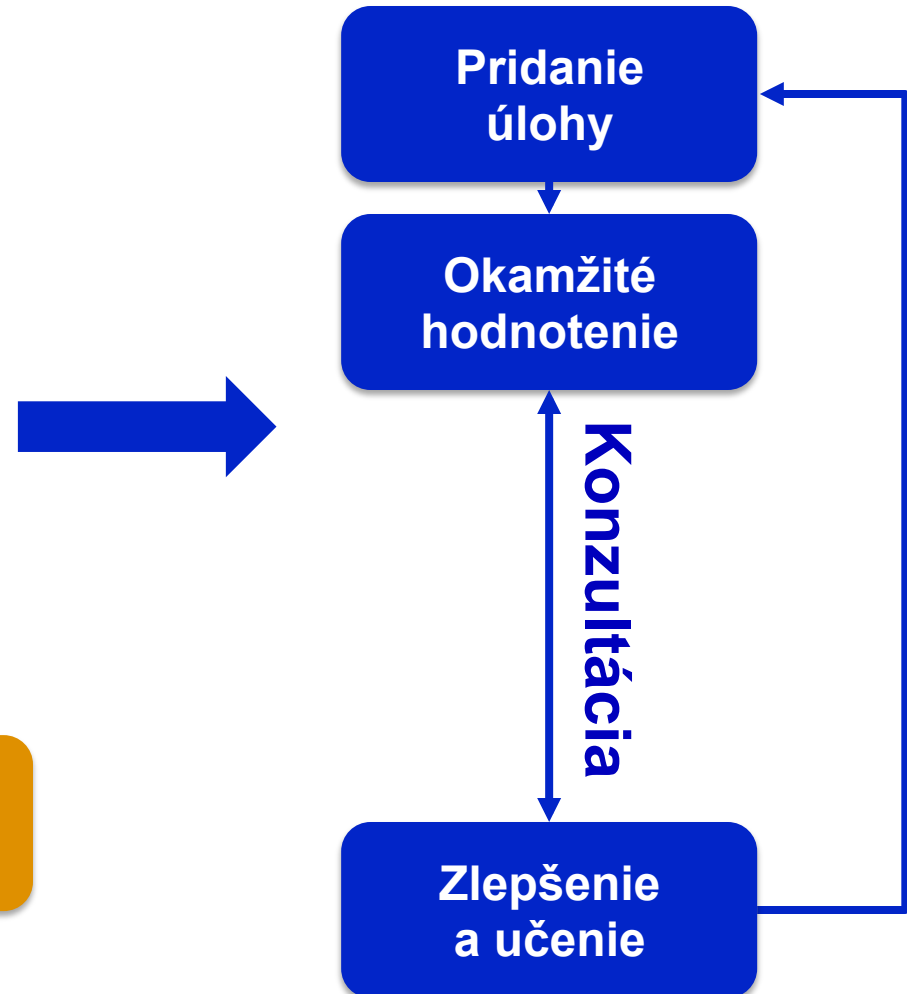 Pridanie
úlohy
Okamžité
hodnotenie
Konzultácia
Zlepšenie
a učenie